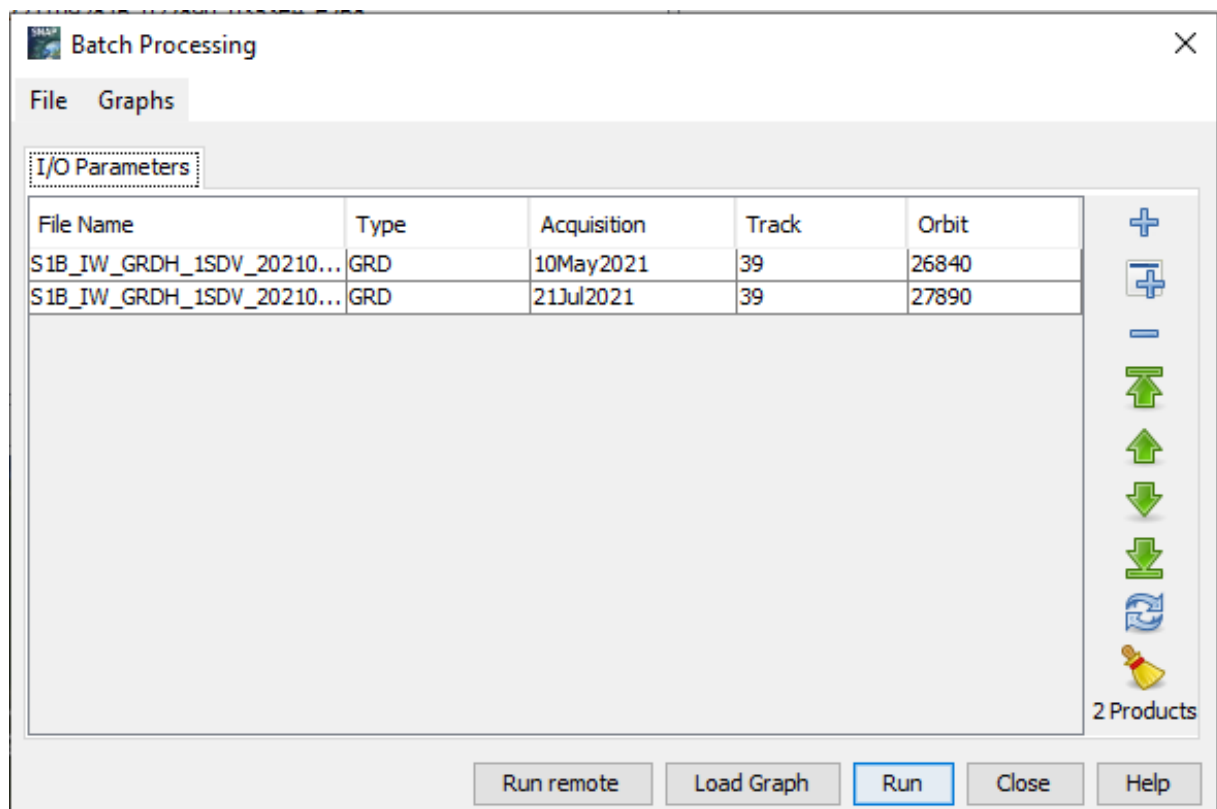 SNAP
Batch Processing
File Graphs
I/O Parameters
File Name Type Acquisition Track Orbit
S1B_IW_GRDH_1SDV_20210... GRD 10May2021 39 26840
S1B_IW_GRDH_1SDV_20210... GRD 21Jul2021 39 27890
2 Products
Run remote Load Graph Run Close Help